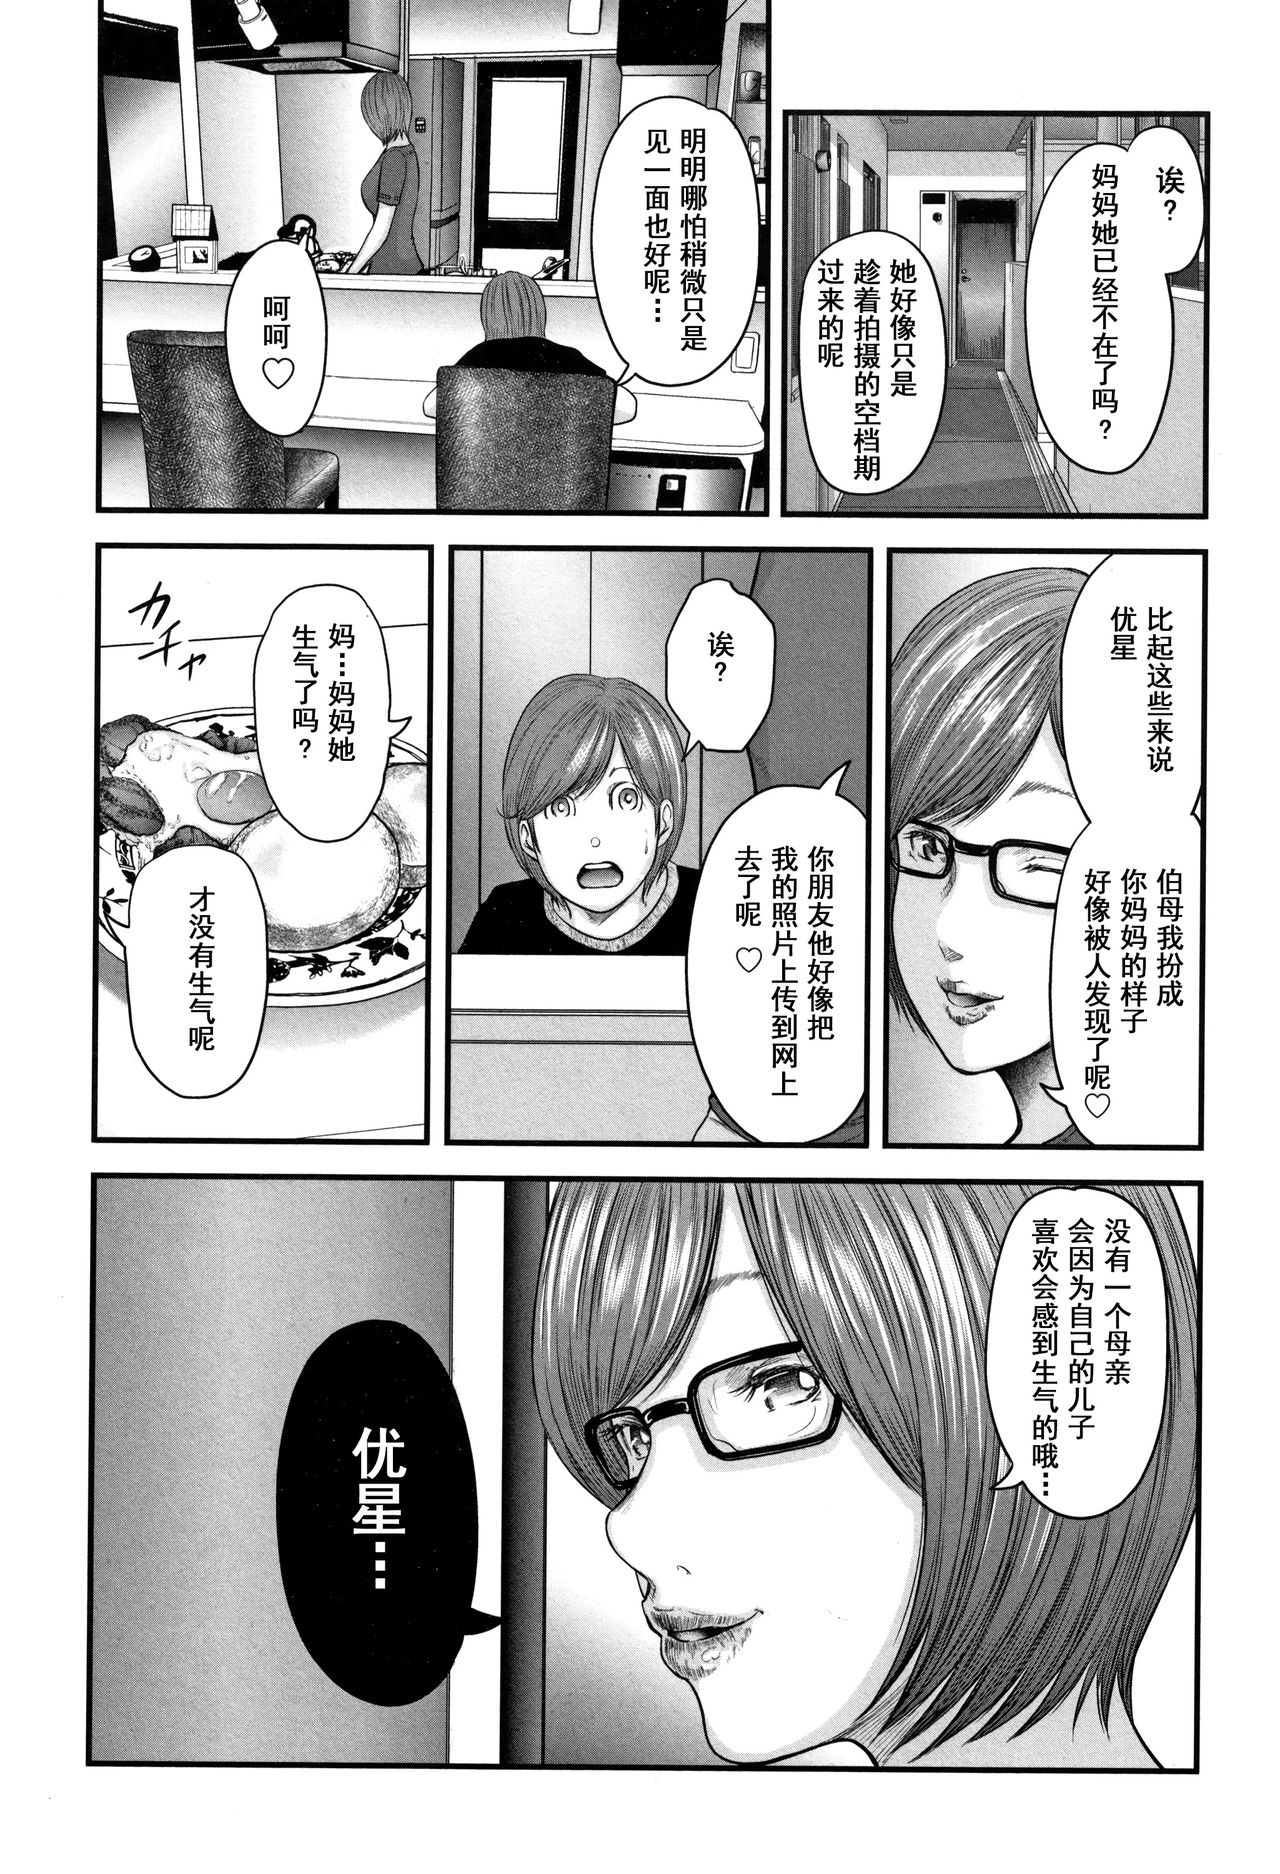 诶?
妈妈她已经不在了吗?
她好像只是
趁着拍摄的空档期
过来的呢
明明哪怕稍微只是
见一面也好呢…
呵呵♡
比起这些来说
优星
伯母我扮成
你妈妈的样子
好像被人发现了呢♡
诶?
你朋友他好像把
我的照片上传到网上
去了呢♡
妈…妈妈她
生气了吗?
才没有生气呢
カチャ
没有一个母亲
会因为自己的儿子
喜欢会感到生气的哦…
优星…